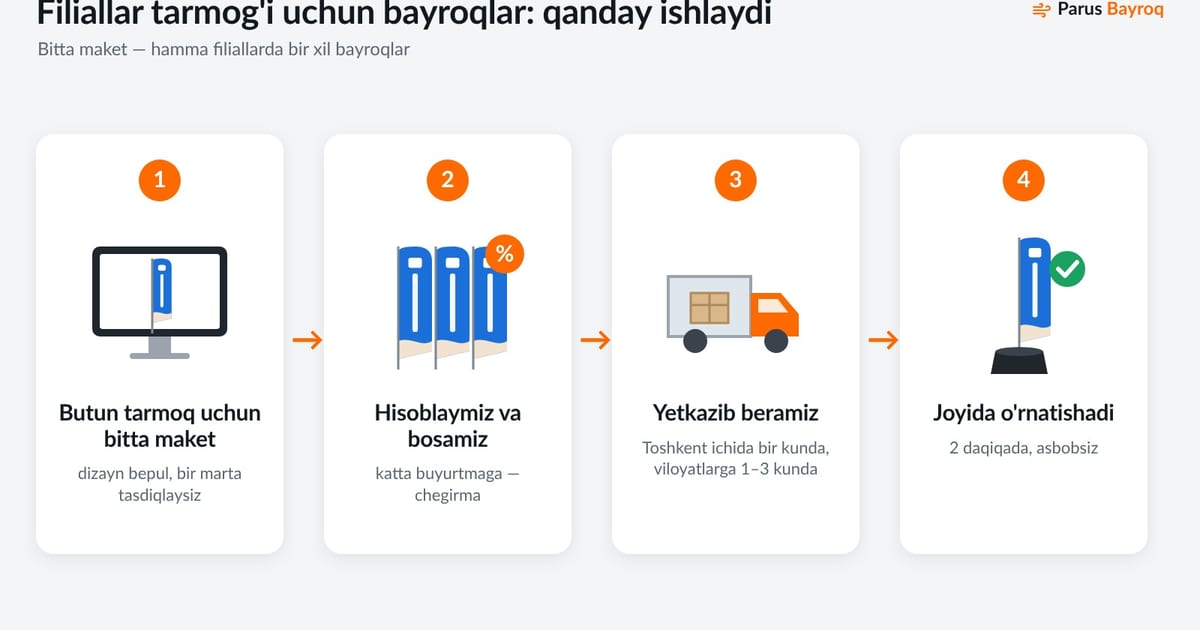 Filiallar tarmog'i uchun bayroqlar: qanday ishlaydi
Parus Bayroq
Bitta maket — hamma filiallarda bir xil bayroqlar
1
Butun tarmoq uchun
bitta maket
dizayn bepul, bir marta
tasdiqlaysiz
2
%
Hisoblaymiz va
bosamiz
katta buyurtmaga —
chegirma
3
Yetkazib beramiz
Toshkent ichida bir kunda,
viloyatlarga 1–3 kunda
4
Joyida o'rnatishadi
2 daqiqada, asbobsiz